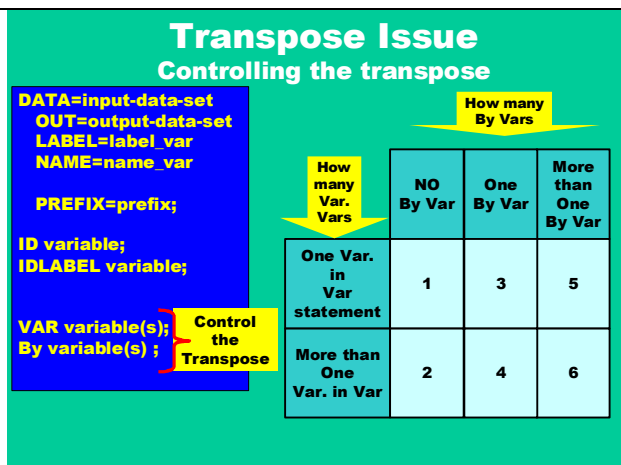 Transpose Issue
Controlling the transpose
DATA=input-data-set
OUT=output-data-set
LABEL=label_var
NAME=name_var
PREFIX=prefix;
ID variable;
IDLABEL variable;
VAR variable(s);
By variable(s) ;
Control
the
Transpose
How many
By Vars
How
many
Var.
Vars
NO
By Var
One
By Var
More
than
One
By Var
One Var.
in
Var
statement
1
3
5
More than
One
Var. in Var
2
4
6